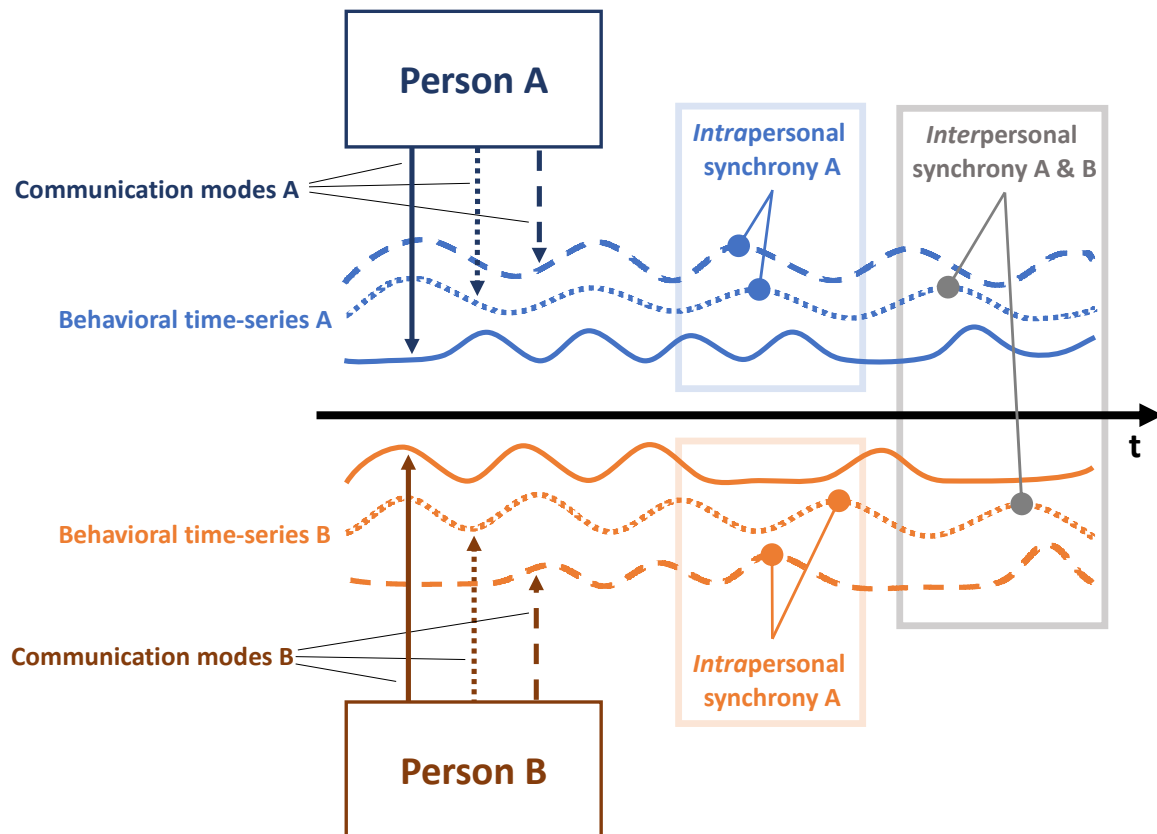 Person A
Intrapersonal
synchrony A
Interpersonal
synchrony A & B
Communication modes A
Behavioral time-series A
t
Behavioral time-series B
Communication modes B
Intrapersonal
synchrony A
Person B